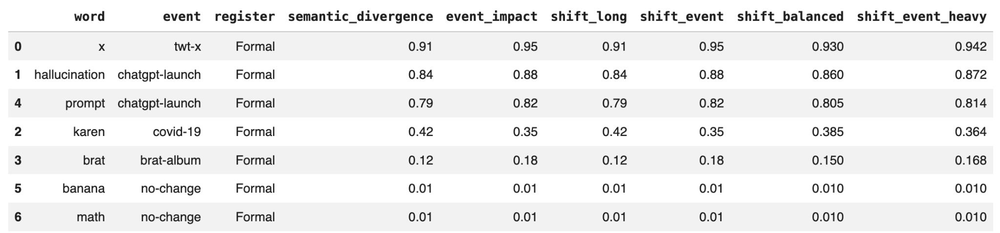 word event register semantic_divergence event_impact shift_long shift_event shift_balanced shift_event_heavy
0 x twt-x Formal 0.91 0.95 0.91 0.95 0.930 0.942
1 hallucination chatgpt-launch Formal 0.84 0.88 0.84 0.88 0.860 0.872
4 prompt chatgpt-launch Formal 0.79 0.82 0.79 0.82 0.805 0.814
2 karen covid-19 Formal 0.42 0.35 0.42 0.35 0.385 0.364
3 brat brat-album Formal 0.12 0.18 0.12 0.18 0.150 0.168
5 banana no-change Formal 0.01 0.01 0.01 0.01 0.010 0.010
6 math no-change Formal 0.01 0.01 0.01 0.01 0.010 0.010